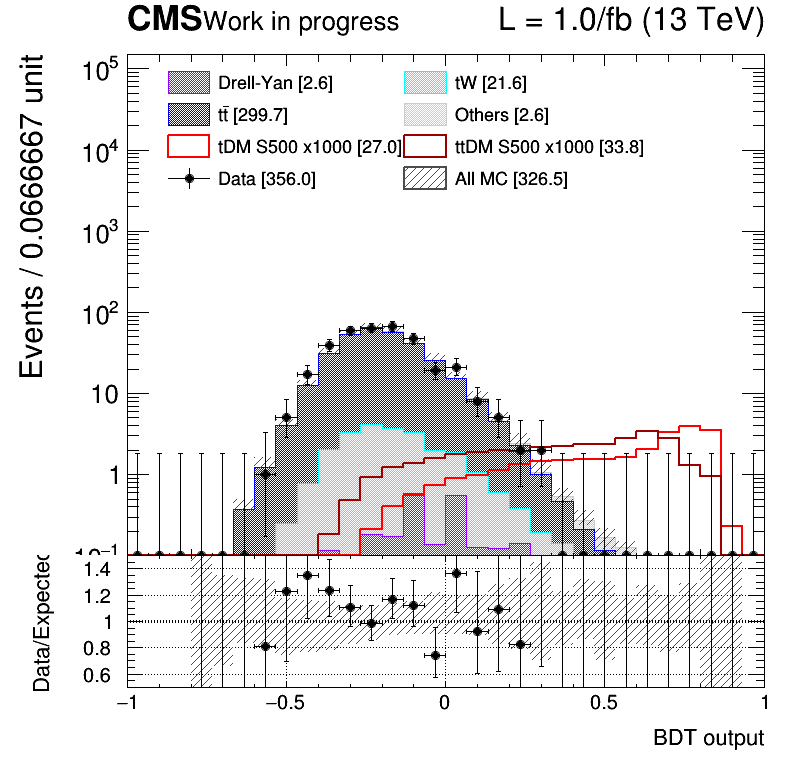 CMS Work in progress L = 1.0/fb (13 TeV)
Events / 0.0666667 unit
10⁵
10⁴
10³
10²
10
1
10⁻¹
Drell-Yan [2.6] tW [21.6]
tt̄ [299.7] Others [2.6]
tDM S500 x1000 [27.0] ttDM S500 x1000 [33.8]
Data [356.0] All MC [326.5]
Data/Expected
1.4
1.2
1
0.8
0.6
−1 −0.5 0 0.5 1
BDT output